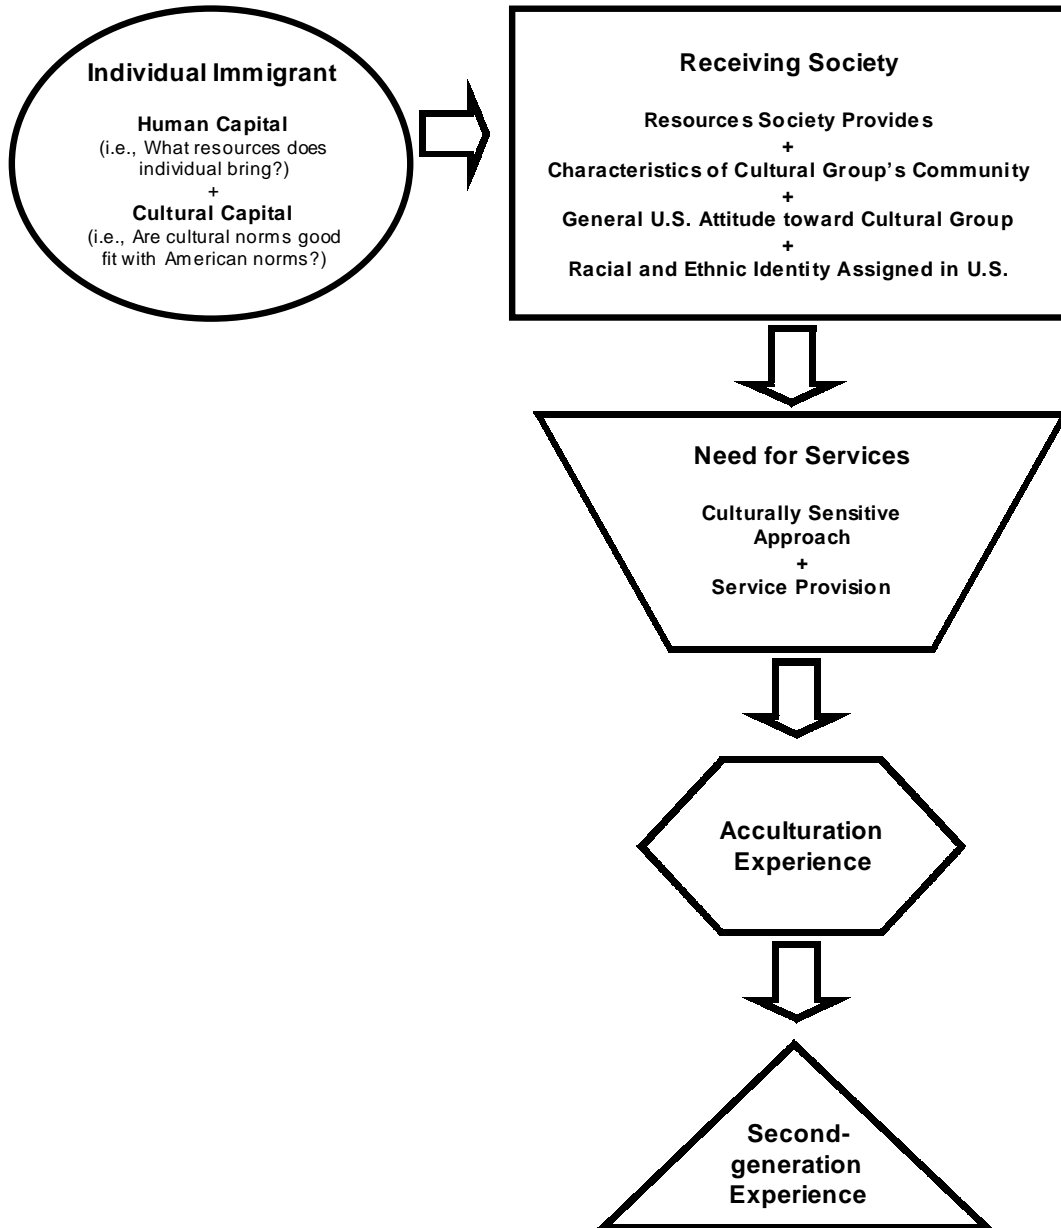 Individual Immigrant
Human Capital
(i.e., What resources does
individual bring?)
+
Cultural Capital
(i.e., Are cultural norms good
fit with American norms?)
Receiving Society
Resources Society Provides
+
Characteristics of Cultural Group's Community
+
General U.S. Attitude toward Cultural Group
+
Racial and Ethnic Identity Assigned in U.S.
Need for Services
Culturally Sensitive
Approach
+
Service Provision
Acculturation
Experience
Second-
generation
Experience